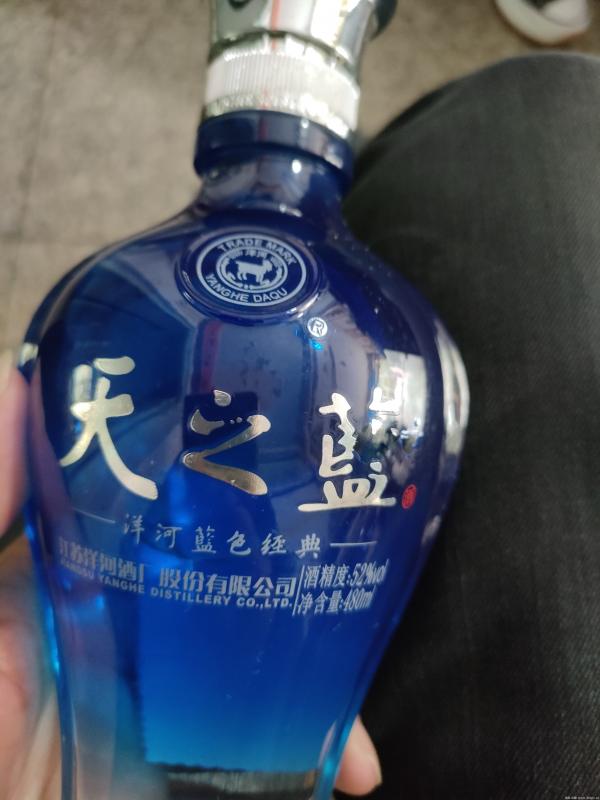 TRADE MARK
洋河
YANGHE DAQU
®
天之蓝
洋河藍色经典
江苏洋河酒厂股份有限公司
JIANGSU YANGHE DISTILLERY CO.,LTD.
酒精度:52%vol
净含量:480ml